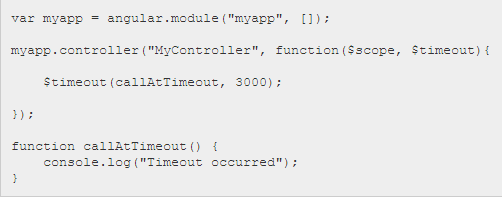 var myapp = angular.module("myapp", []);
myapp.controller("MyController", function($scope, $timeout){
    $timeout(callAtTimeout, 3000);
});
function callAtTimeout() {
    console.log("Timeout occurred");
}